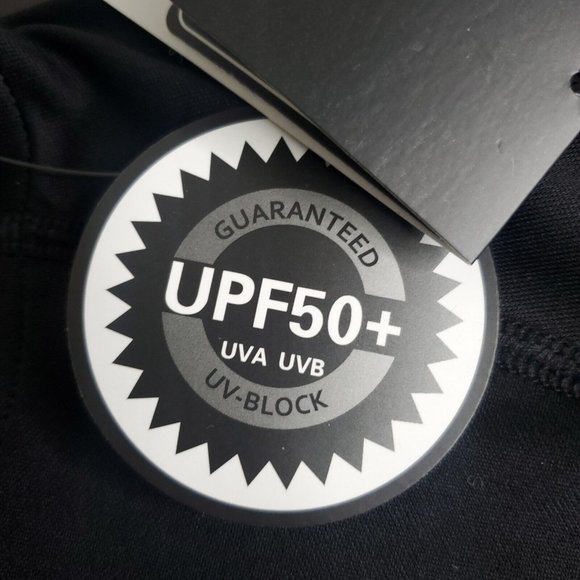 GUARANTEED
UPF50+
UVA UVB
UV-BLOCK